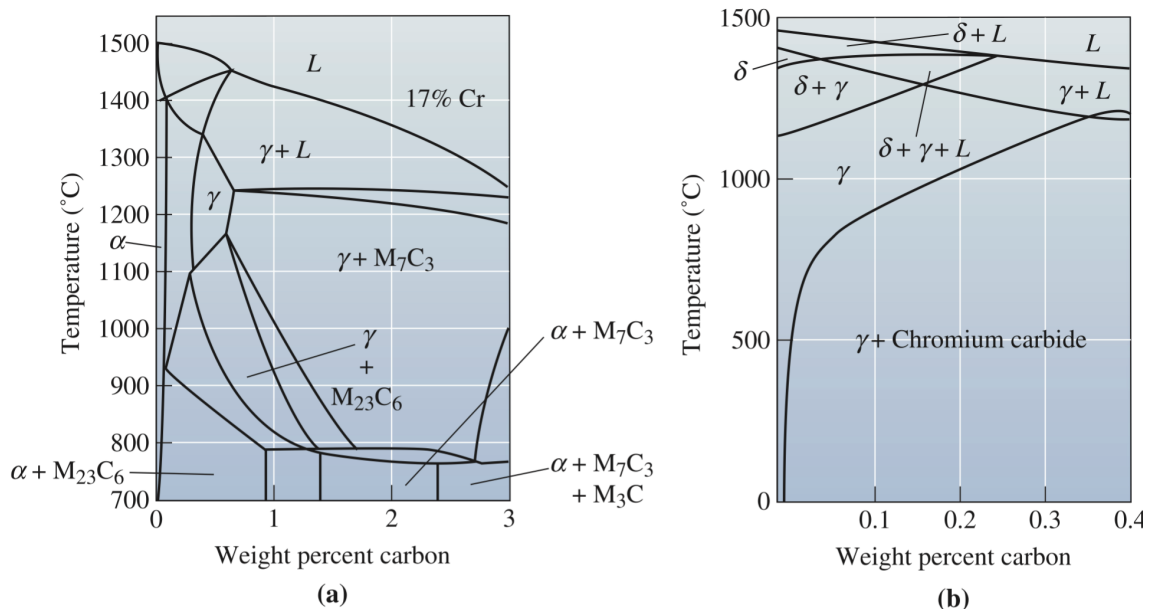 1500
1400
1300
1200
1100
1000
900
800
700
Temperature (°C)
L
17% Cr
γ + L
γ
α
γ + M₇C₃
α + M₇C₃
γ
+
M₂₃C₆
α + M₂₃C₆
α + M₇C₃
+ M₃C
0
1
2
3
Weight percent carbon
(a)
1500
1000
500
0
Temperature (°C)
δ + L
L
δ
δ + γ
γ + L
δ + γ + L
γ
γ + Chromium carbide
0.1
0.2
0.3
0.4
Weight percent carbon
(b)